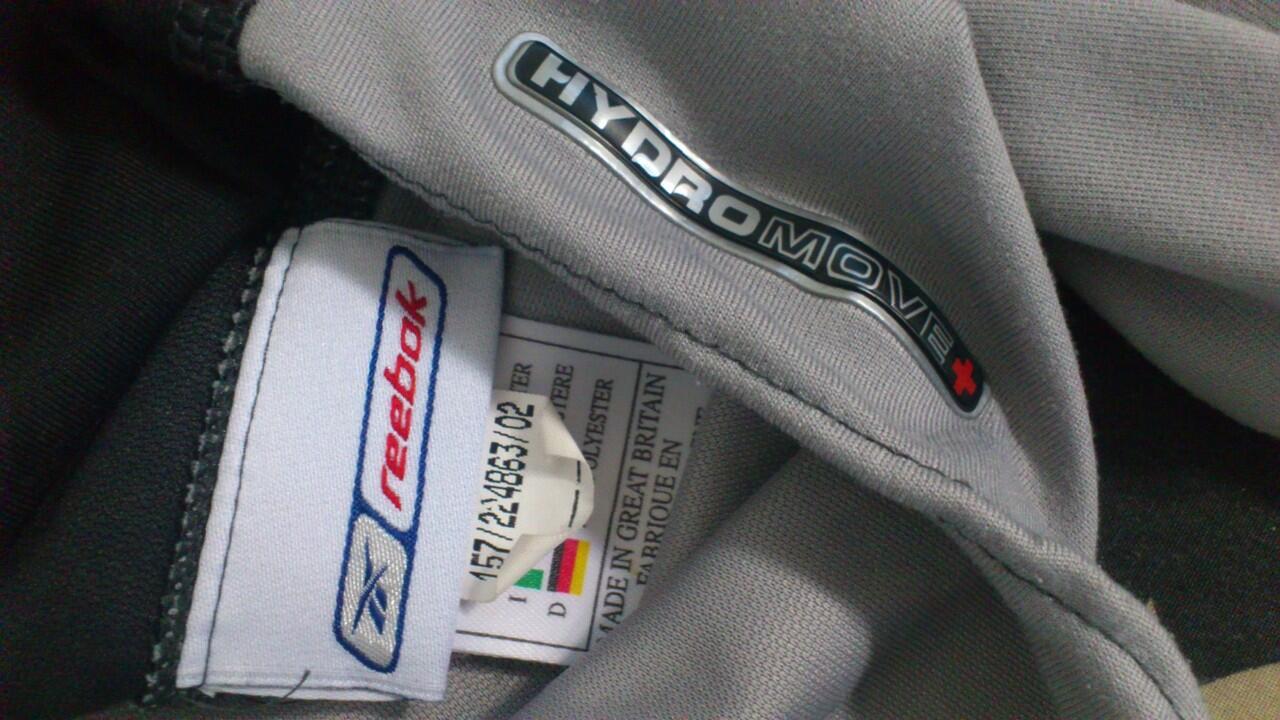 HYDROMOVE
reebok
157/224863/02
I
D
POLYESTER
MADE IN GREAT BRITAIN
FABRIQUE EN